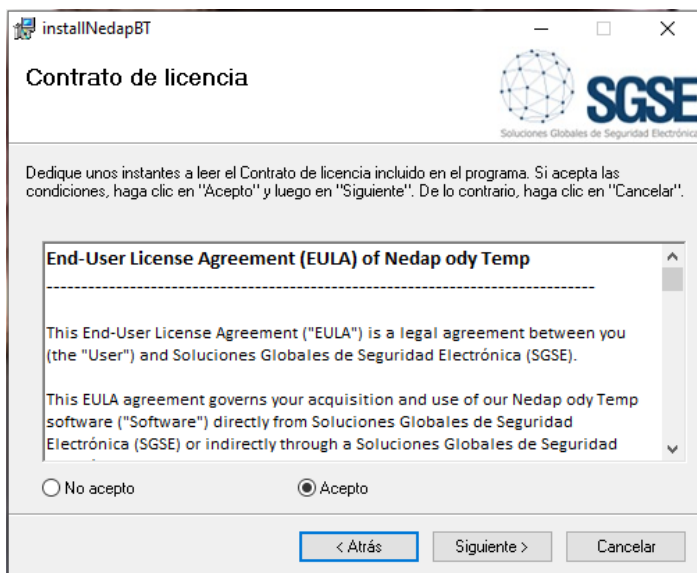 installNedapBT
Contrato de licencia
SGSE
Soluciones Globales de Seguridad Electrónica
Dedique unos instantes a leer el Contrato de licencia incluido en el programa. Si acepta las
condiciones, haga clic en "Acepto" y luego en "Siguiente". De lo contrario, haga clic en "Cancelar".
End-User License Agreement (EULA) of Nedap ody Temp
--------------------------------------------------------------------------------
This End-User License Agreement ("EULA") is a legal agreement between you
(the "User") and Soluciones Globales de Seguridad Electrónica (SGSE).
This EULA agreement governs your acquisition and use of our Nedap ody Temp
software ("Software") directly from Soluciones Globales de Seguridad
Electrónica (SGSE) or indirectly through a Soluciones Globales de Seguridad
No acepto
Acepto
< Atrás
Siguiente >
Cancelar